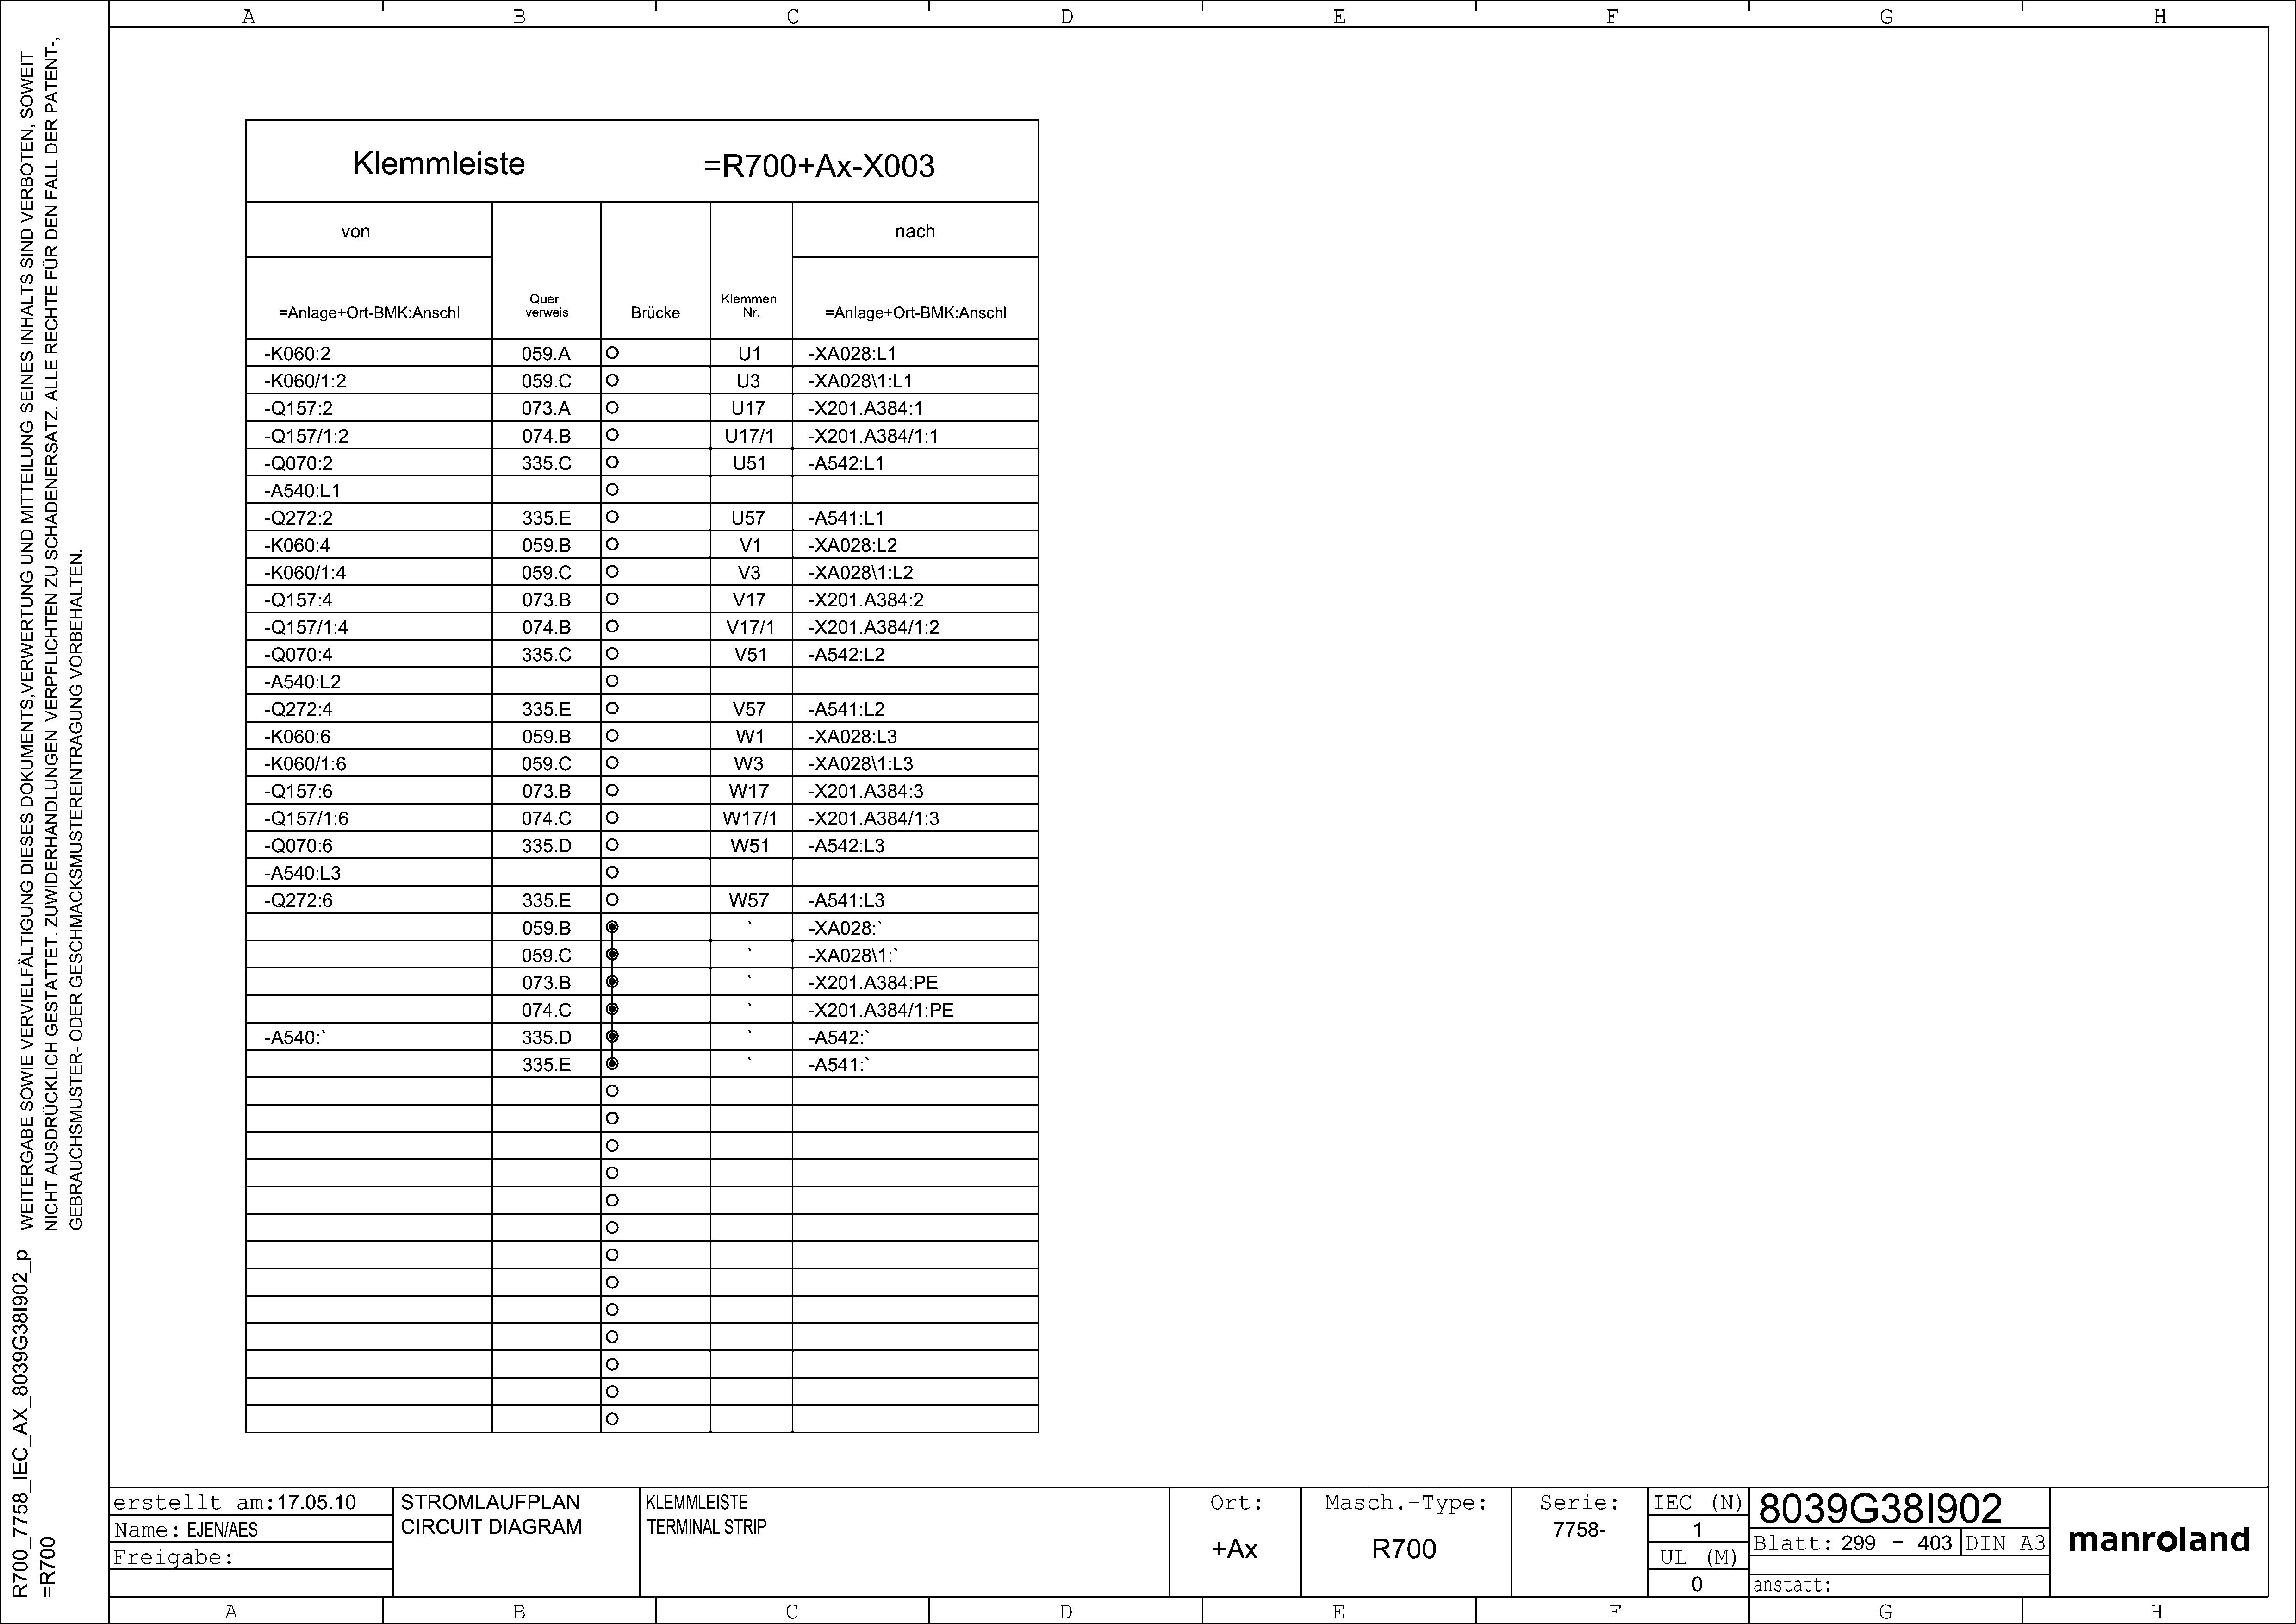 A B C D E F G H
WEITERGABE SOWIE VERVIELFÄLTIGUNG DIESES DOKUMENTS,VERWERTUNG UND MITTEILUNG SEINES INHALTS SIND VERBOTEN, SOWEIT
NICHT AUSDRÜCKLICH GESTATTET. ZUWIDERHANDLUNGEN VERPFLICHTEN ZU SCHADENERSATZ. ALLE RECHTE FÜR DEN FALL DER PATENT-,
GEBRAUCHSMUSTER- ODER GESCHMACKSMUSTEREINTRAGUNG VORBEHALTEN.
R700_7758_IEC_AX_8039G38I902_p
=R700
Klemmleiste =R700+Ax-X003
von nach
=Anlage+Ort-BMK:Anschl Quer-verweis Brücke Klemmen-Nr. =Anlage+Ort-BMK:Anschl
-K060:2 059.A U1 -XA028:L1
-K060/1:2 059.C U3 -XA028\1:L1
-Q157:2 073.A U17 -X201.A384:1
-Q157/1:2 074.B U17/1 -X201.A384/1:1
-Q070:2 335.C U51 -A542:L1
-A540:L1
-Q272:2 335.E U57 -A541:L1
-K060:4 059.B V1 -XA028:L2
-K060/1:4 059.C V3 -XA028\1:L2
-Q157:4 073.B V17 -X201.A384:2
-Q157/1:4 074.B V17/1 -X201.A384/1:2
-Q070:4 335.C V51 -A542:L2
-A540:L2
-Q272:4 335.E V57 -A541:L2
-K060:6 059.B W1 -XA028:L3
-K060/1:6 059.C W3 -XA028\1:L3
-Q157:6 073.B W17 -X201.A384:3
-Q157/1:6 074.C W17/1 -X201.A384/1:3
-Q070:6 335.D W51 -A542:L3
-A540:L3
-Q272:6 335.E W57 -A541:L3
059.B ` -XA028:`
059.C ` -XA028\1:`
073.B ` -X201.A384:PE
074.C ` -X201.A384/1:PE
-A540:` 335.D ` -A542:`
335.E ` -A541:`
erstellt am:17.05.10
Name: EJEN/AES
Freigabe:
STROMLAUFPLAN
CIRCUIT DIAGRAM
KLEMMLEISTE
TERMINAL STRIP
Ort:
+Ax
Masch.-Type:
R700
Serie:
7758-
IEC (N)
1
UL (M)
0
8039G38I902
Blatt: 299 - 403 DIN A3
anstatt:
manroland
A B C D E F G H